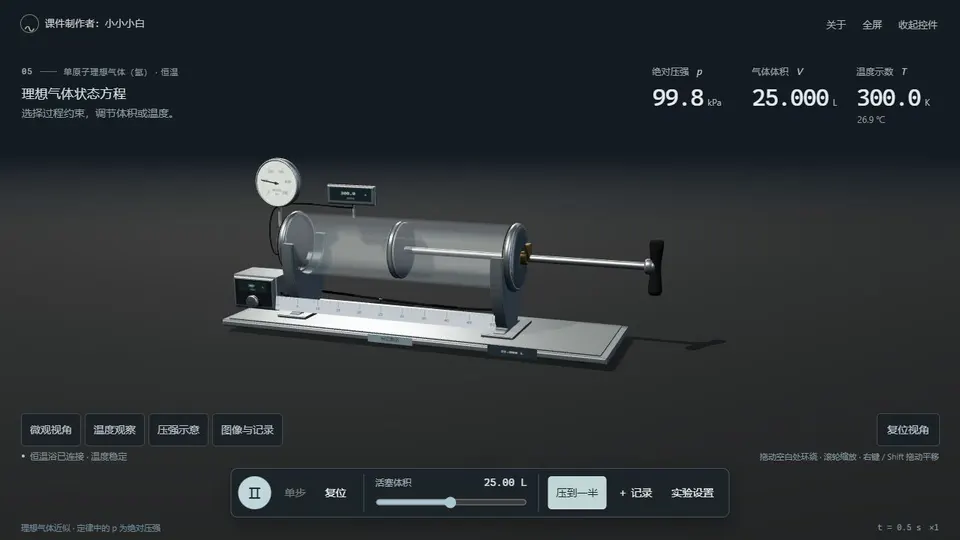 课件制作者：小小小白
关于 全屏 收起控件
05 —— 单原子理想气体（氩）· 恒温
理想气体状态方程
选择过程约束，调节体积或温度。
绝对压强 p
99.8 kPa
气体体积 V
25.000 L
温度示数 T
300.0 K
26.9 ℃
300.0
微观视角 温度观察 压强示意 图像与记录
复位视角
• 恒温浴已连接 · 温度稳定
拖动空白处环绕 · 滚轮缩放 · 右键 / Shift 拖动平移
单步 复位
活塞体积 25.00 L
压到一半 + 记录 实验设置
理想气体近似 · 定律中的 p 为绝对压强
t = 0.5 s ×1